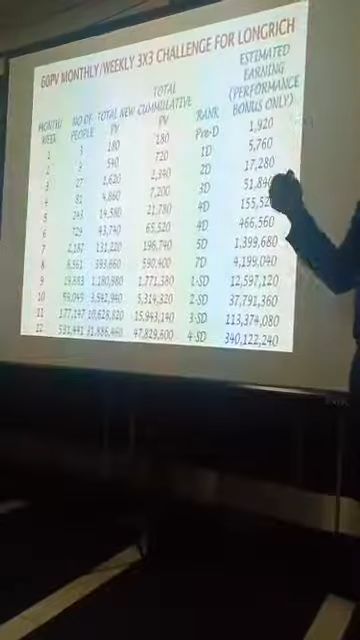 60PV MONTHLY/WEEKLY 3X3 CHALLENGE FOR LONGRICH
MONTH/ WEEK NO OF PEOPLE TOTAL NEW PV TOTAL CUMMULATIVE PV RANK ESTIMATED EARNING (PERFORMANCE BONUS ONLY)
1 3 180 180 Pre-D 1,920
2 9 540 720 1D 5,760
3 27 1,620 2,340 2D 17,280
4 81 4,860 7,200 3D 51,840
5 243 14,580 21,780 4D 155,52
6 729 43,740 65,520 4D 466,560
7 2,187 131,220 196,740 5D 1,399,680
8 6,561 393,660 590,400 7D 4,199,040
9 19,683 1,180,980 1,771,380 1-SD 12,597,120
10 59,049 3,542,940 5,314,320 2-SD 37,791,360
11 177,147 10,628,820 15,943,140 3-SD 113,374,080
12 531,441 31,886,460 47,829,600 4-SD 340,122,240